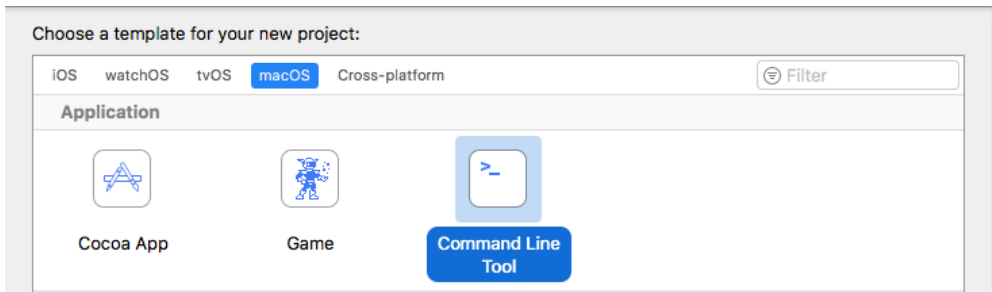 Choose a template for your new project:
iOS watchOS tvOS macOS Cross-platform Filter
Application
>_
Cocoa App Game Command Line
Tool